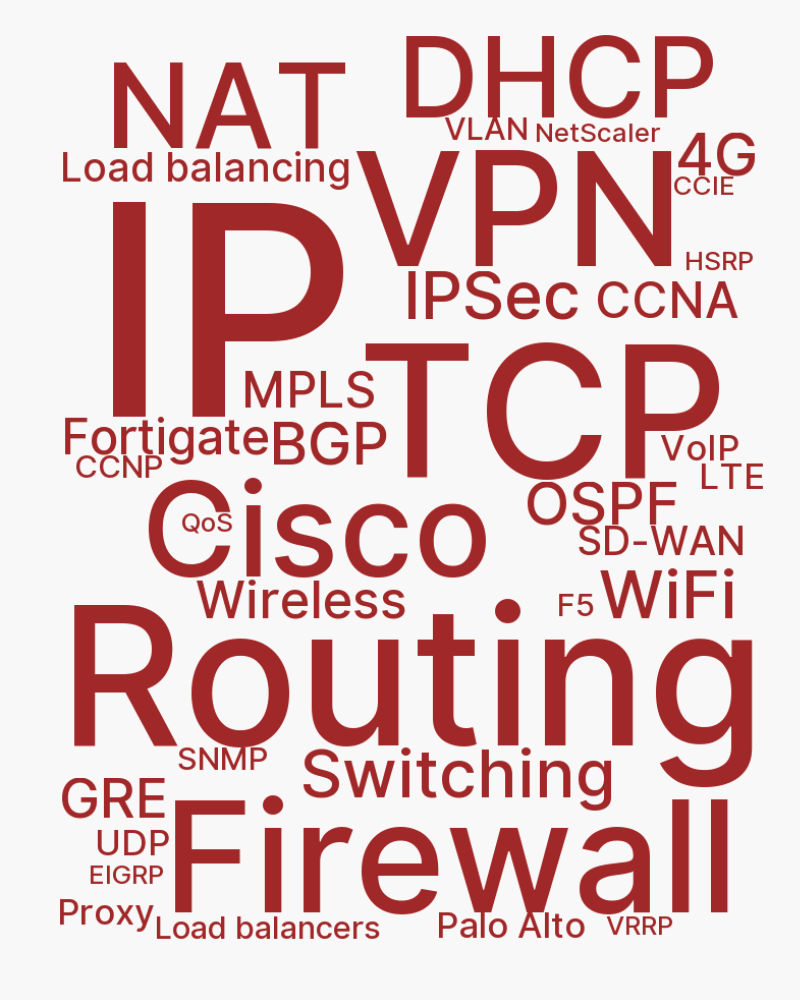 NAT
DHCP
VLAN NetScaler
Load balancing
VPN
4G
CCIE
IP
HSRP
IPSec CCNA
TCP
MPLS
Fortigate
BGP
VoIP
CCNP
LTE
Cisco
QoS
OSPF
SD-WAN
Wireless
F5 WiFi
Routing
SNMP
Switching
GRE
Firewall
UDP
EIGRP
Proxy
Load balancers
Palo Alto
VRRP